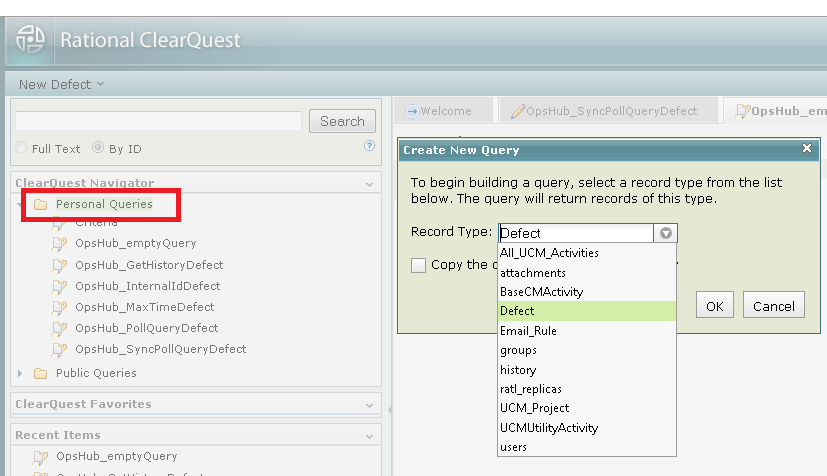 Rational ClearQuest
New Defect
Search
Full Text
By ID
ClearQuest Navigator
Personal Queries
Criteria
OpsHub_emptyQuery
OpsHub_GetHistoryDefect
OpsHub_InternalIdDefect
OpsHub_MaxTimeDefect
OpsHub_PollQueryDefect
OpsHub_SyncPollQueryDefect
Public Queries
ClearQuest Favorites
Recent Items
OpsHub_emptyQuery
Welcome
OpsHub_SyncPollQueryDefect
OpsHub_em
Create New Query
To begin building a query, select a record type from the list
below. The query will return records of this type.
Record Type: Defect
Copy the
All_UCM_Activities
attachments
BaseCMActivity
Defect
Email_Rule
groups
history
ratl_replicas
UCM_Project
UCMUtilityActivity
users
OK
Cancel